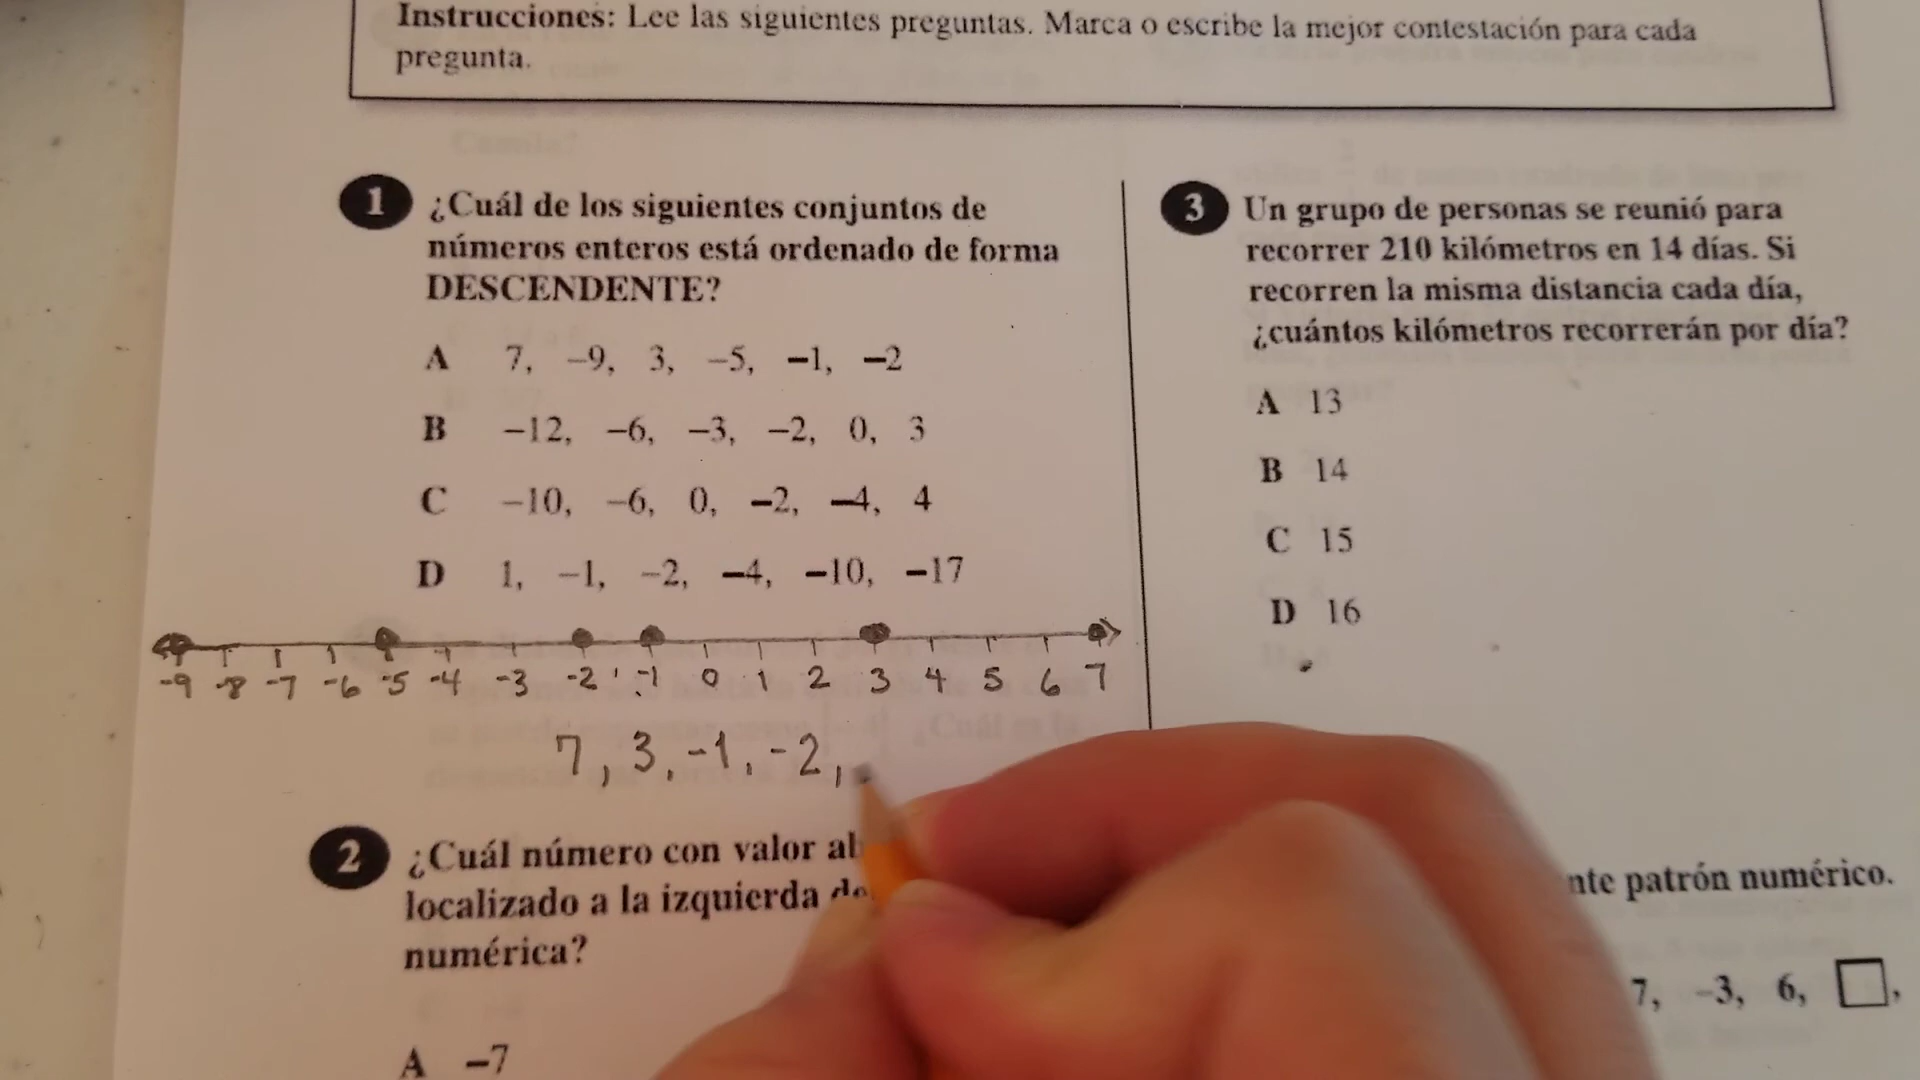 Instrucciones: Lee las siguientes preguntas. Marca o escribe la mejor contestación para cada
pregunta.
1 ¿Cuál de los siguientes conjuntos de
números enteros está ordenado de forma
DESCENDENTE?
A 7, −9, 3, −5, −1, −2
B −12, −6, −3, −2, 0, 3
C −10, −6, 0, −2, −4, 4
D 1, −1, −2, −4, −10, −17
-9 -8 -7 -6 -5 -4 -3 -2 -1 0 1 2 3 4 5 6 7
7, 3, -1, -2,
2 ¿Cuál número con valor
localizado a la izquierda
numérica?
A −7
3 Un grupo de personas se reunió para
recorrer 210 kilómetros en 14 días. Si
recorren la misma distancia cada día,
¿cuántos kilómetros recorrerán por día?
A 13
B 14
C 15
D 16
patrón numérico.
7, −3, 6, □,